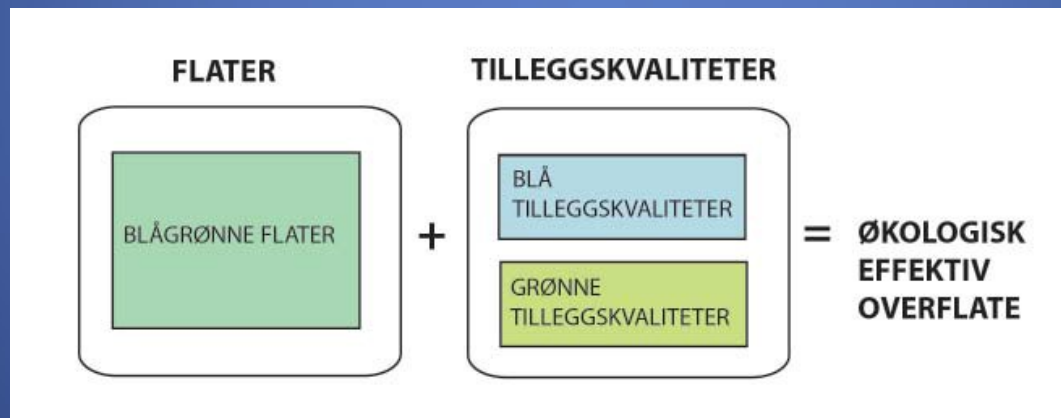 FLATER
BLÅGRØNNE FLATER
+
TILLEGGSKVALITETER
BLÅ
TILLEGGSKVALITETER
GRØNNE
TILLEGGSKVALITETER
=
ØKOLOGISK
EFFEKTIV
OVERFLATE